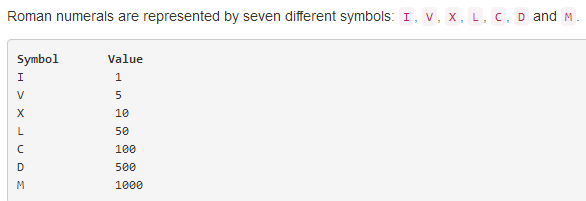 Roman numerals are represented by seven different symbols: I, V, X, L, C, D and M.
Symbol Value
I 1
V 5
X 10
L 50
C 100
D 500
M 1000